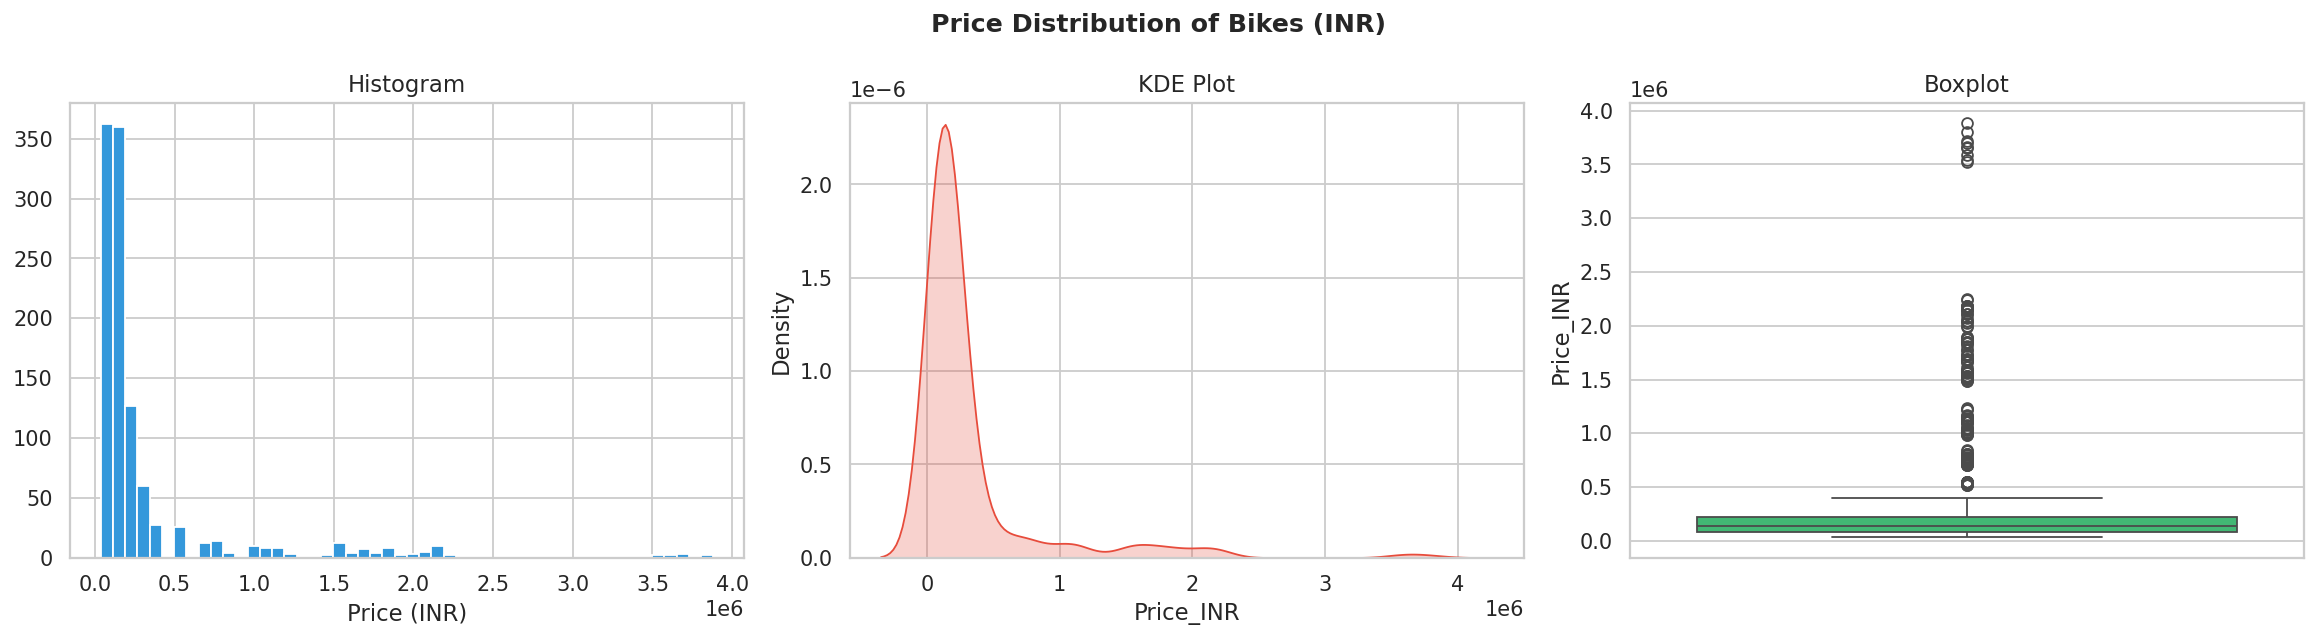 Price Distribution of Bikes (INR)
Histogram
350
300
250
200
150
100
50
0
0.0 0.5 1.0 1.5 2.0 2.5 3.0 3.5 4.0
1e6
Price (INR)
KDE Plot
1e−6
Density
2.0
1.5
1.0
0.5
0.0
0 1 2 3 4
1e6
Price_INR
Boxplot
1e6
Price_INR
4.0
3.5
3.0
2.5
2.0
1.5
1.0
0.5
0.0